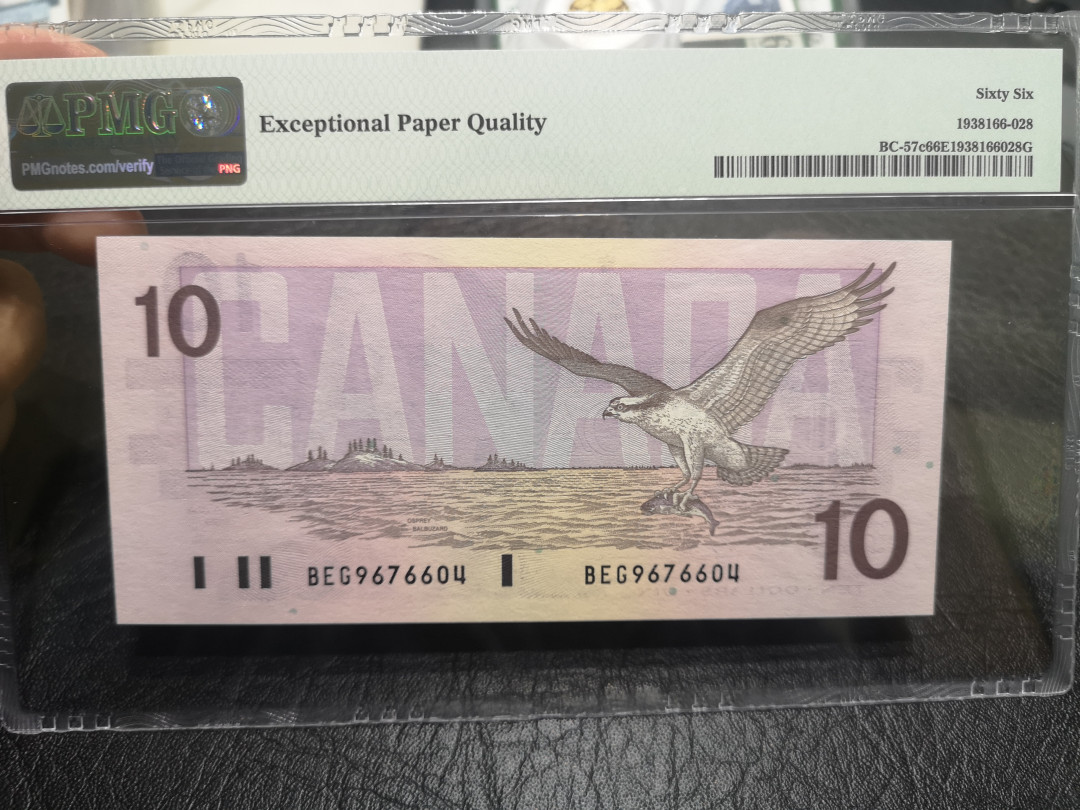 PMG
PMGnotes.com/verify
PNG
Exceptional Paper Quality
Sixty Six
1938166-028
BC-57c66E1938166028G
10
CANADA
OSPREY
BALBUZARD
10
BEG9676604 BEG9676604